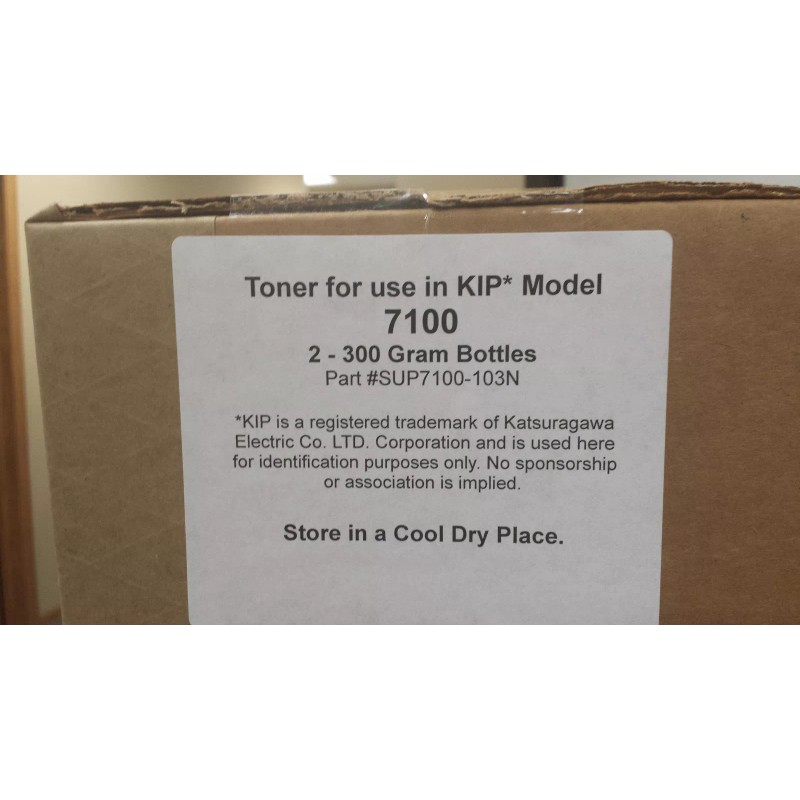 Toner for use in KIP* Model
7100
2 - 300 Gram Bottles
Part #SUP7100-103N
*KIP is a registered trademark of Katsuragawa
Electric Co. LTD. Corporation and is used here
for identification purposes only. No sponsorship
or association is implied.
Store in a Cool Dry Place.